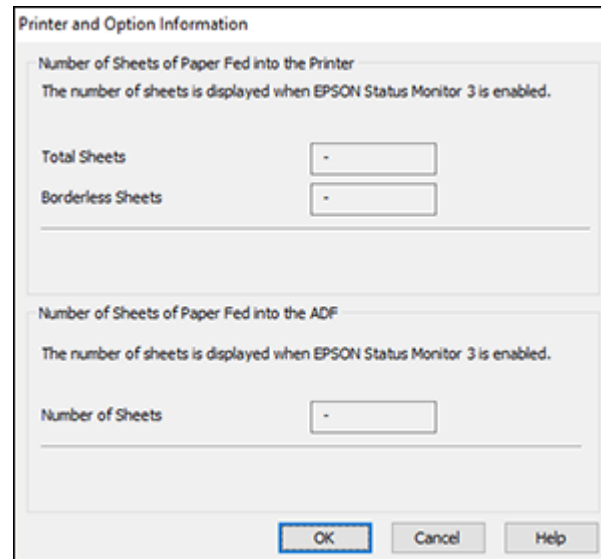 Printer and Option Information
Number of Sheets of Paper Fed into the Printer
The number of sheets is displayed when EPSON Status Monitor 3 is enabled.
Total Sheets -
Borderless Sheets -
Number of Sheets of Paper Fed into the ADF
The number of sheets is displayed when EPSON Status Monitor 3 is enabled.
Number of Sheets -
OK Cancel Help